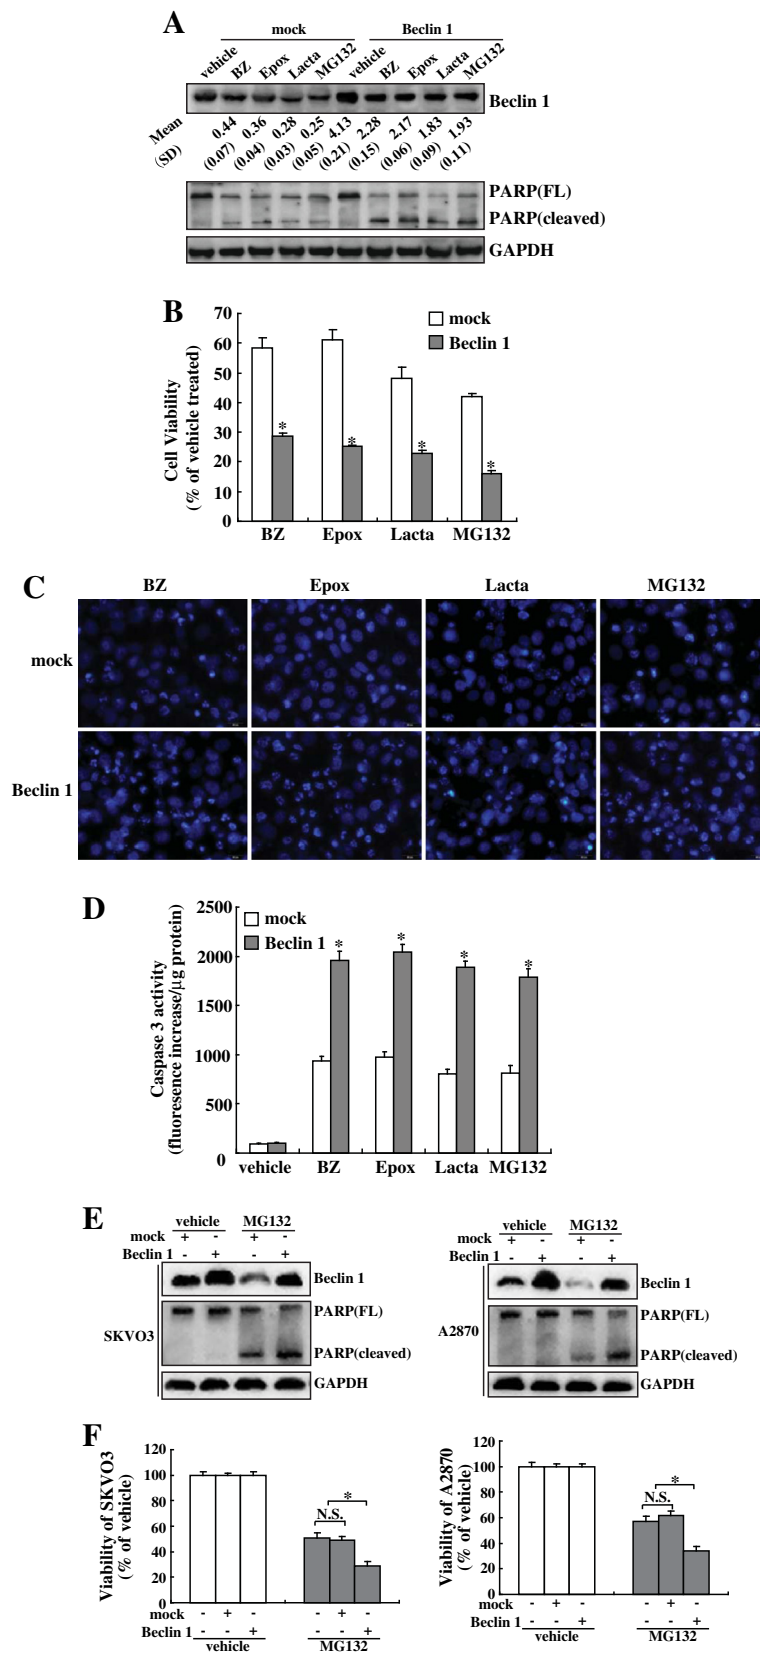 A
mock Beclin 1
vehicle BZ Epox Lacta MG132 vehicle BZ Epox Lacta MG132
Beclin 1
Mean 0.44 0.36 0.28 0.25 4.13 2.28 2.17 1.83 1.93
(SD) (0.07) (0.04) (0.03) (0.05) (0.21) (0.15) (0.06) (0.09) (0.11)
PARP(FL)
PARP(cleaved)
GAPDH
B
Cell Viability
(% of vehicle treated)
70
60
50
40
30
20
10
0
mock
Beclin 1
* * * *
BZ Epox Lacta MG132
C
BZ Epox Lacta MG132
mock
Beclin 1
D
Caspase 3 activity
(fluoresence increase/μg protein)
2500
2000
1500
1000
500
0
mock
Beclin 1
* * * *
vehicle BZ Epox Lacta MG132
E
vehicle MG132
mock + - + -
Beclin 1 - + - +
Beclin 1
PARP(FL)
SKVO3
PARP(cleaved)
GAPDH
vehicle MG132
mock + - + -
Beclin 1 - + - +
Beclin 1
PARP(FL)
A2870
PARP(cleaved)
GAPDH
F
Viability of SKVO3
(% of vehicle)
120
100
80
60
40
20
0
N.S. *
mock - + - - + -
Beclin 1 - - + - - +
vehicle MG132
Viability of A2870
(% of vehicle)
120
100
80
60
40
20
0
N.S. *
mock - + - - + -
Beclin 1 - - + - - +
vehicle MG132